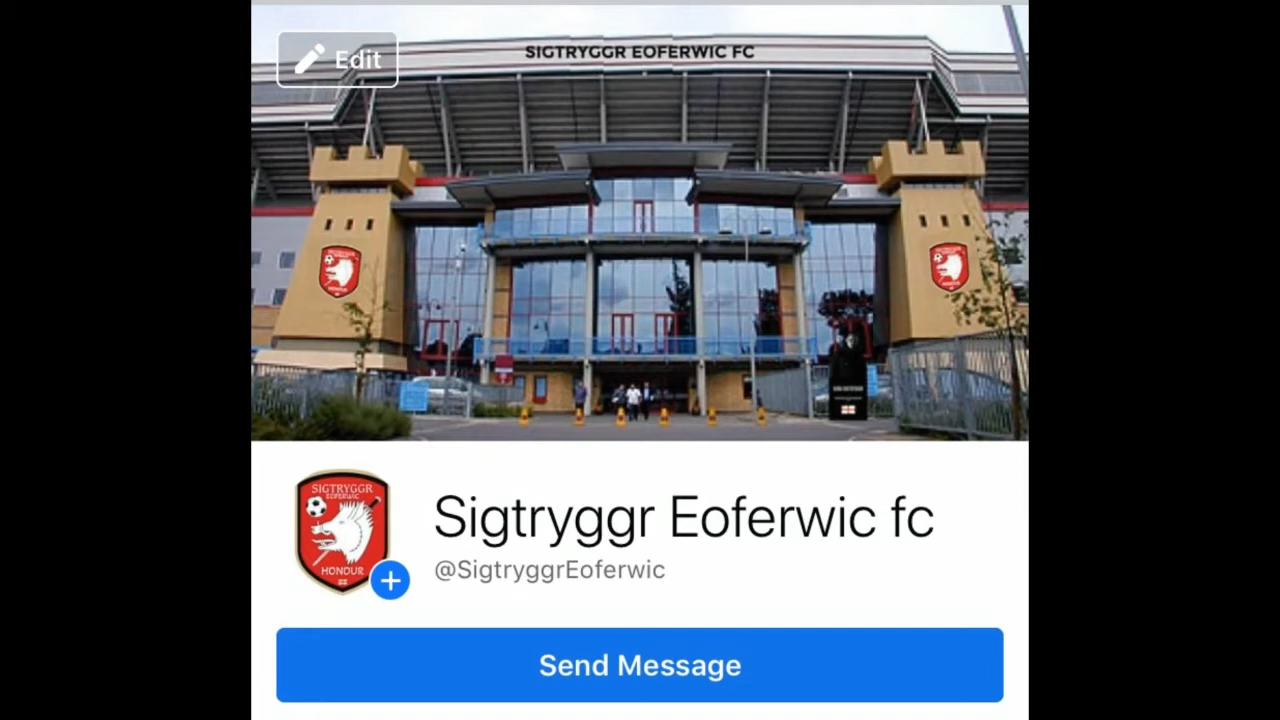 SIGTRYGGR EOFERWIC FC
Edit
SIGTRYGGR
EOFERWIC
HONOUR
Sigtryggr Eoferwic fc
@SigtryggrEoferwic
Send Message